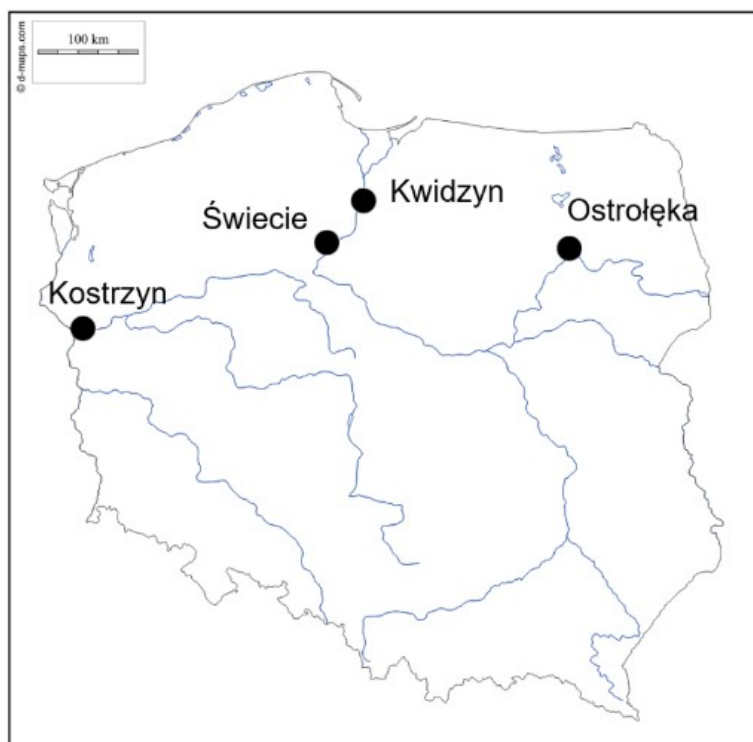 100 km
© d-maps.com
Kwidzyn
Świecie
Ostrołęka
Kostrzyn